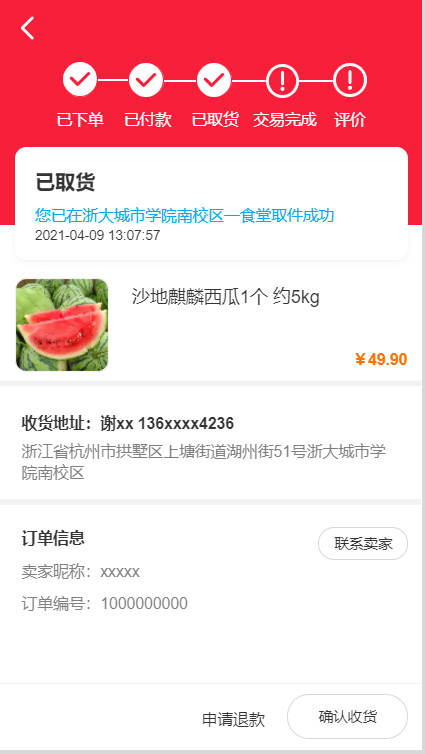 已下单 已付款 已取货 交易完成 评价
已取货
您已在浙大城市学院南校区一食堂取件成功
2021-04-09 13:07:57
沙地麒麟西瓜1个 约5kg
￥49.90
收货地址：谢xx 136xxxx4236
浙江省杭州市拱墅区上塘街道湖州街51号浙大城市学
院南校区
订单信息
联系卖家
卖家昵称：xxxxx
订单编号：1000000000
申请退款 确认收货